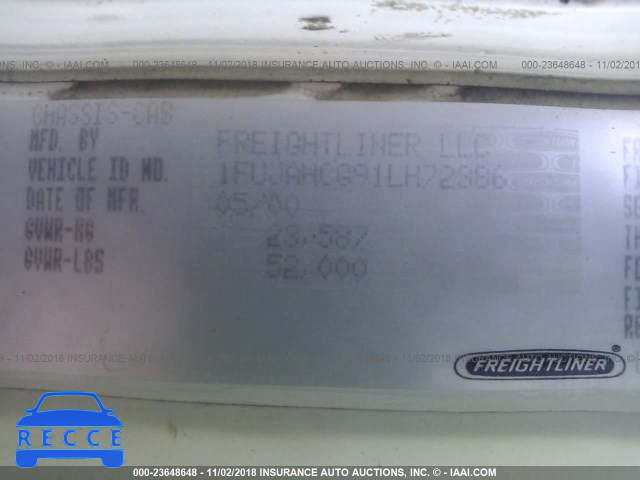 - IAAI.COM 000-23648648 - 11/02/2018 INSURANCE AUTO AUCTIONS, INC. - IAAI.COM 000-23648648 - 11/02/2018
CHASSIS-CAB
MFD. BY FREIGHTLINER LLC
VEHICLE ID NO. 1FUJAHCG91LH72386
DATE OF MFR. 05/00
GVWR-KG 23,587
GVWR-LBS 52,000
FREIGHTLINER®
RECCE
000-23648648 - 11/02/2018 INSURANCE AUTO AUCTIONS, INC. - IAAI.COM